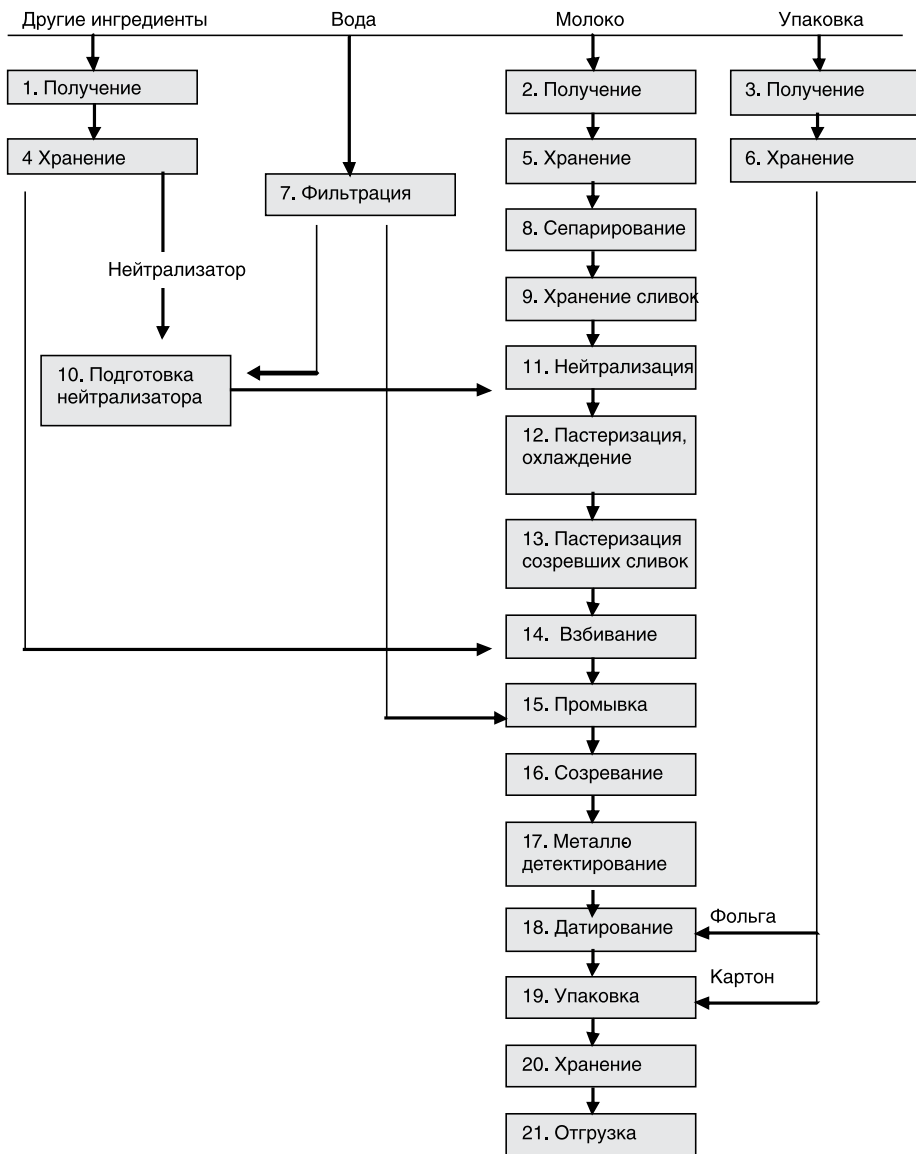 Другие ингредиенты
Вода
Молоко
Упаковка
1. Получение
2. Получение
3. Получение
4 Хранение
5. Хранение
6. Хранение
7. Фильтрация
8. Сепарирование
Нейтрализатор
9. Хранение сливок
10. Подготовка
нейтрализатора
11. Нейтрализация
12. Пастеризация,
охлаждение
13. Пастеризация
созревших сливок
14. Взбивание
15. Промывка
16. Созревание
17. Металло
детектирование
Фольга
18. Датирование
Картон
19. Упаковка
20. Хранение
21. Отгрузка